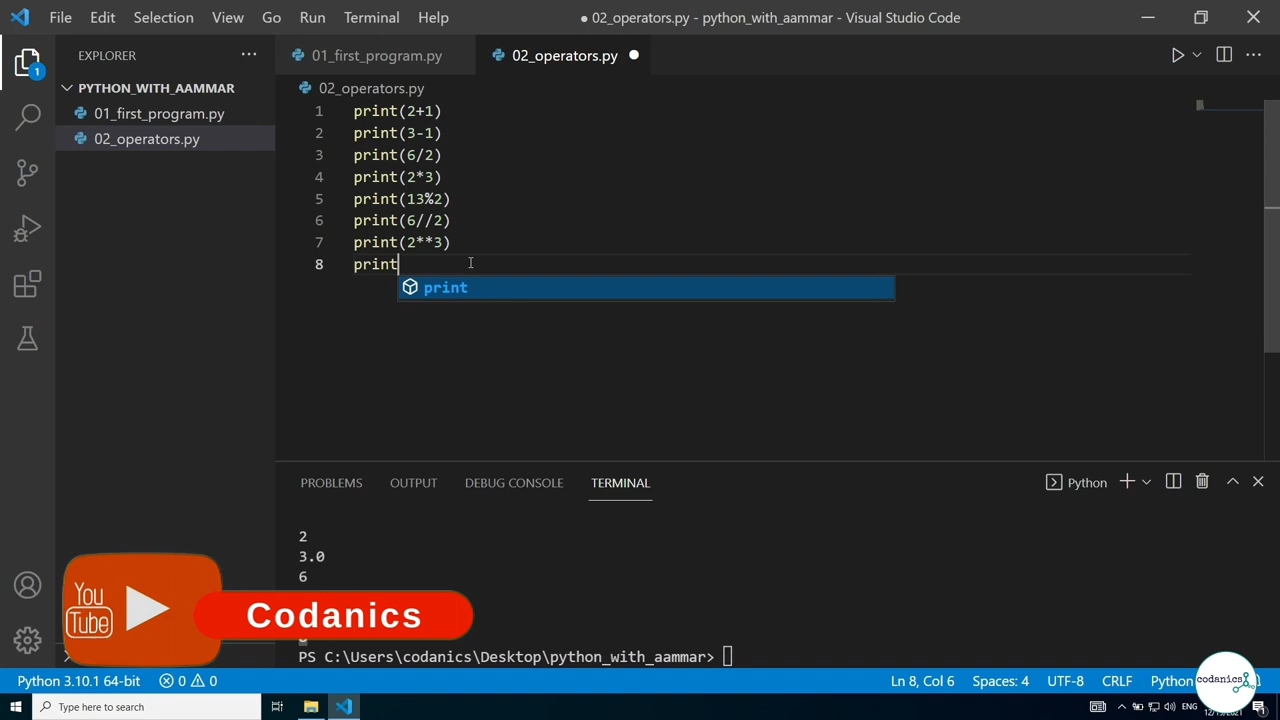 File Edit Selection View Go Run Terminal Help
● 02_operators.py - python_with_aammar - Visual Studio Code
EXPLORER
01_first_program.py
02_operators.py
1
PYTHON_WITH_AAMMAR
01_first_program.py
02_operators.py
02_operators.py
1 print(2+1)
2 print(3-1)
3 print(6/2)
4 print(2*3)
5 print(13%2)
6 print(6//2)
7 print(2**3)
8 print
print
PROBLEMS OUTPUT DEBUG CONSOLE TERMINAL
Python
2
3.0
6
PS C:\Users\codanics\Desktop\python_with_aammar>
You
Tube
Codanics
Python 3.10.1 64-bit 0 0
Ln 8, Col 6 Spaces: 4 UTF-8 CRLF Python
codanics
Type here to search
ENG
1